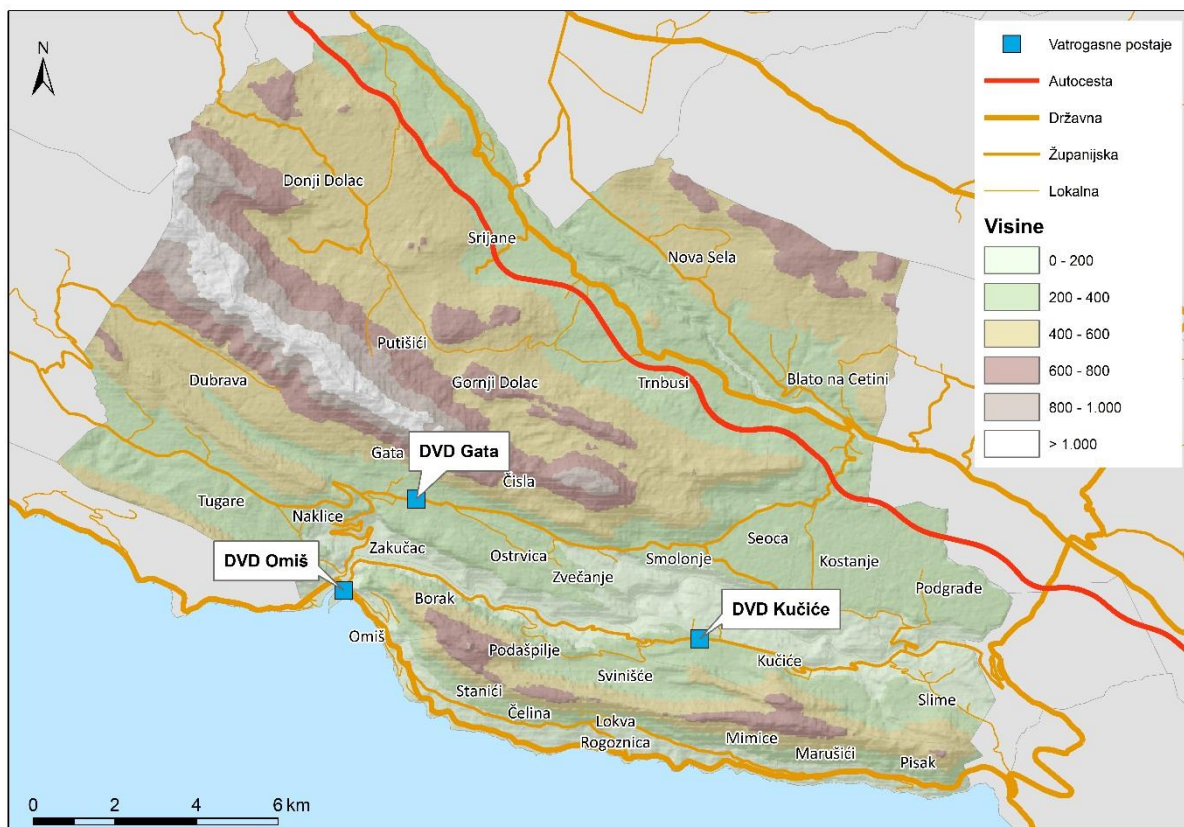 N
Vatrogasne postaje
Autocesta
Državna
Županijska
Lokalna
Visine
0 - 200
200 - 400
400 - 600
600 - 800
800 - 1.000
> 1.000
Donji Dolac
Srijane
Nova Sela
Putišići
Dubrava
Gornji Dolac
Trnbusi
Blato na Cetini
Gata
DVD Gata
Čisla
Tugare
Naklice
Zakučac
Ostrvica
Zvečanje
Smolonje
Seoca
Kostanje
Podgrađe
DVD Omiš
Borak
DVD Kučiće
Omiš
Podašpilje
Svinišće
Kučiće
Slime
Stanići
Čelina
Lokva
Rogoznica
Mimice
Marušići
Pisak
0 2 4 6 km